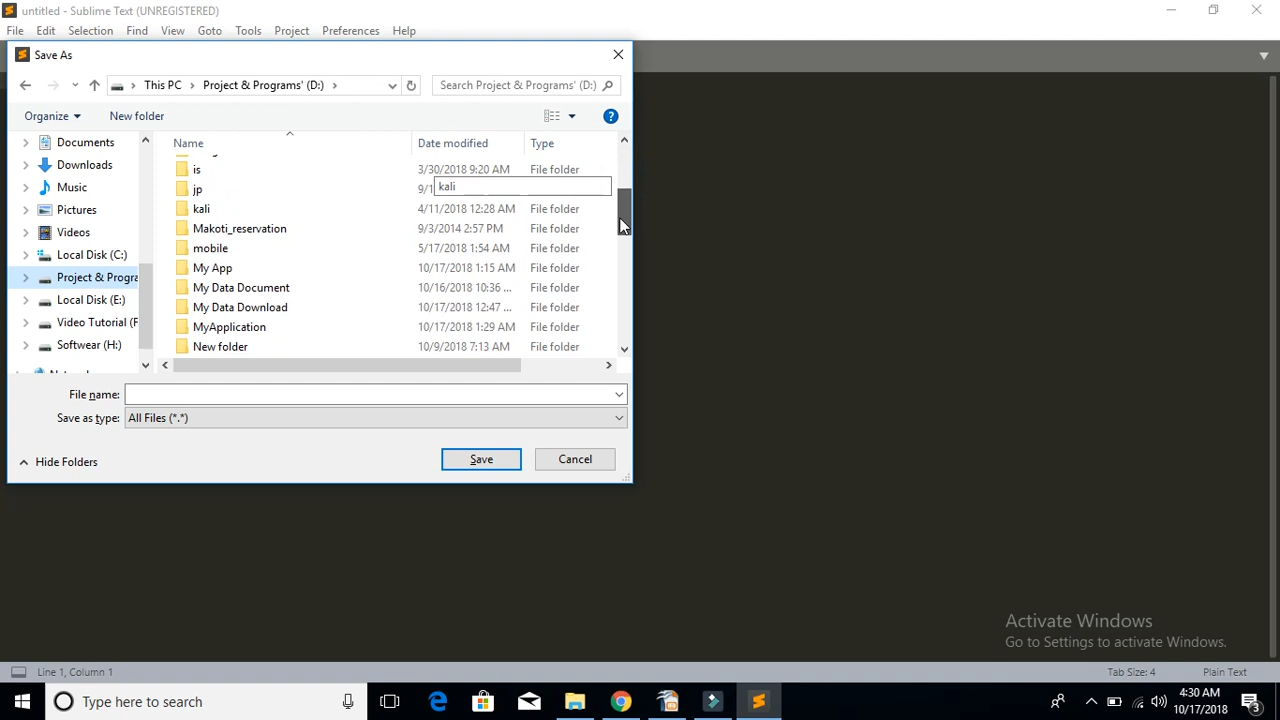 untitled - Sublime Text (UNREGISTERED)
File Edit Selection Find View Goto Tools Project Preferences Help
Save As
This PC Project & Programs' (D:) Search Project & Programs' (D:)
Organize New folder
Name Date modified Type
Documents
Downloads
Music
Pictures
Videos
Local Disk (C:)
Project & Progra
Local Disk (E:)
Video Tutorial (F
Softwear (H:)
is 3/30/2018 9:20 AM File folder
jp 9/1 File folder
kali
kali 4/11/2018 12:28 AM File folder
Makoti_reservation 9/3/2014 2:57 PM File folder
mobile 5/17/2018 1:54 AM File folder
My App 10/17/2018 1:15 AM File folder
My Data Document 10/16/2018 10:36 ... File folder
My Data Download 10/17/2018 12:47 ... File folder
MyApplication 10/17/2018 1:29 AM File folder
New folder 10/9/2018 7:13 AM File folder
File name:
Save as type: All Files (*.*)
Hide Folders Save Cancel
Activate Windows
Go to Settings to activate Windows.
Line 1, Column 1 Tab Size: 4 Plain Text
Type here to search
4:30 AM
10/17/2018
3